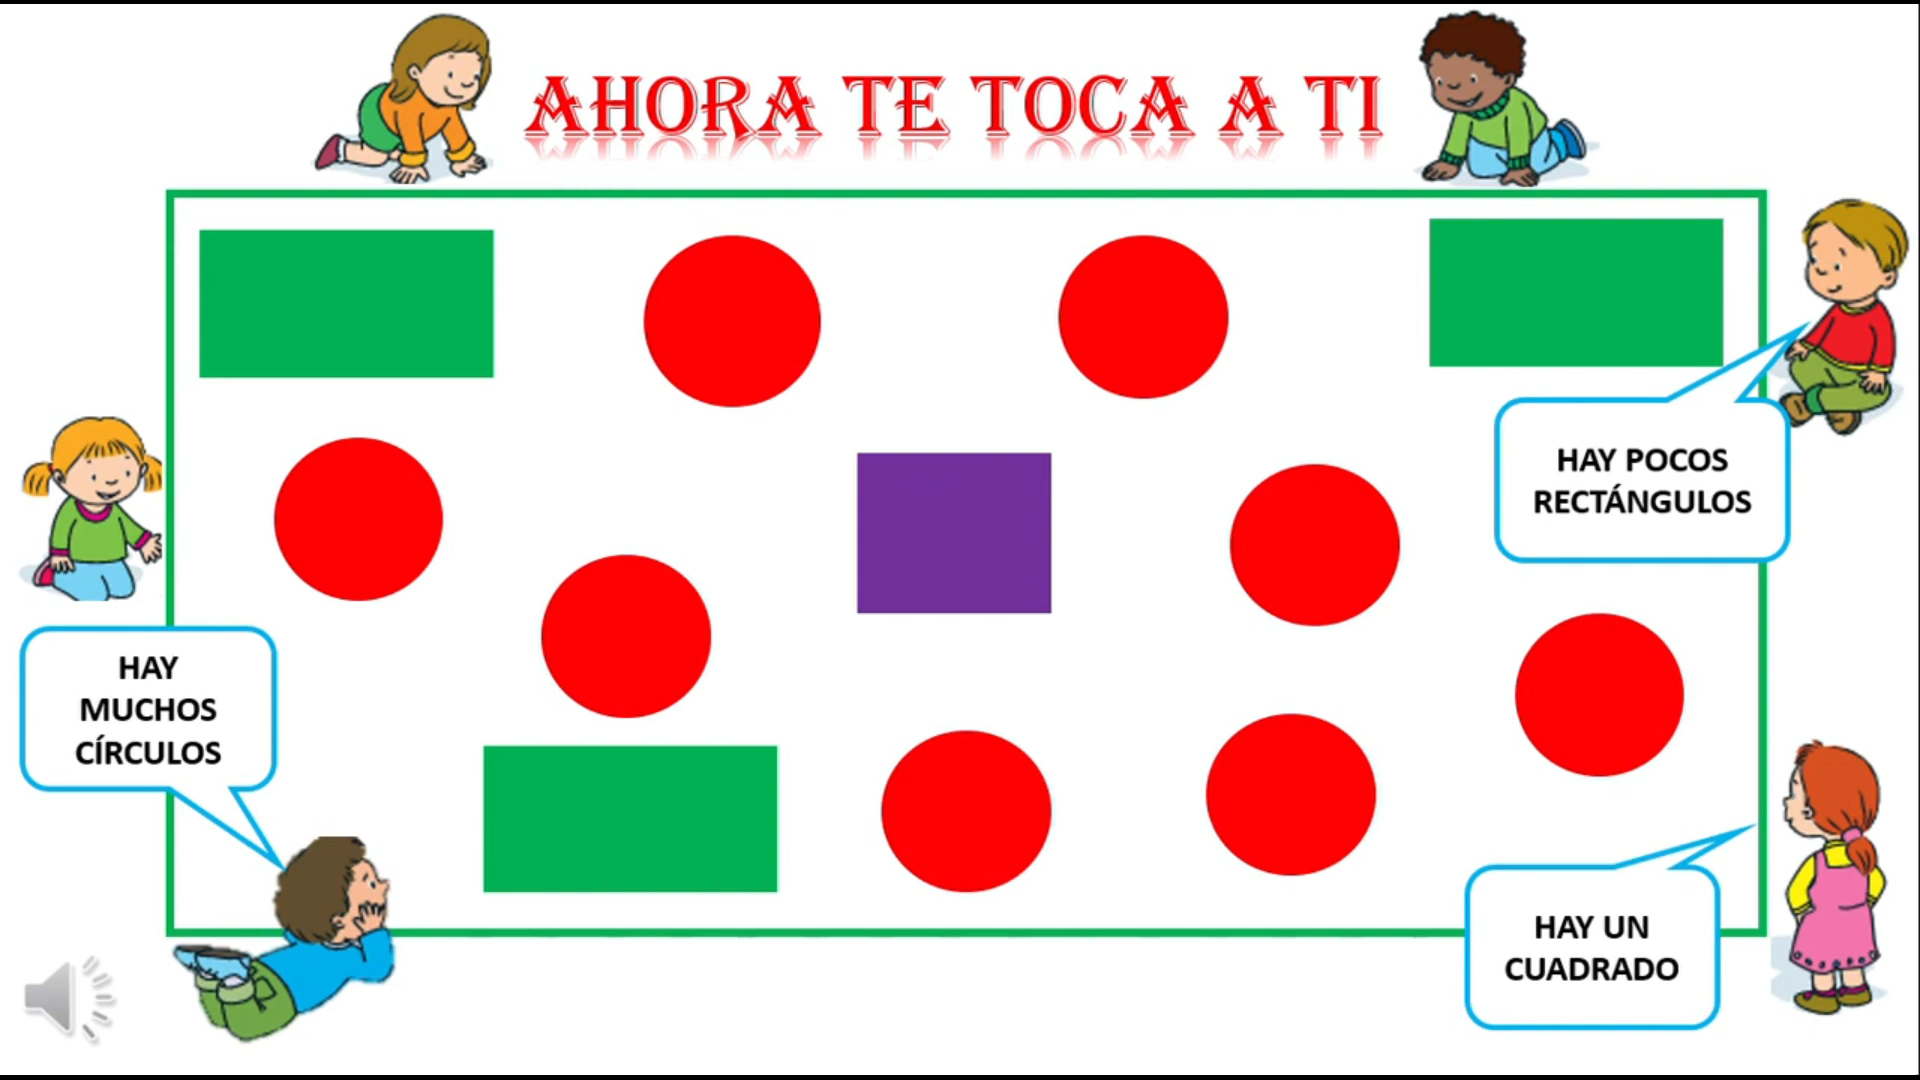 AHORA TE TOCA A TI
HAY POCOS
RECTÁNGULOS
HAY
MUCHOS
CÍRCULOS
HAY UN
CUADRADO